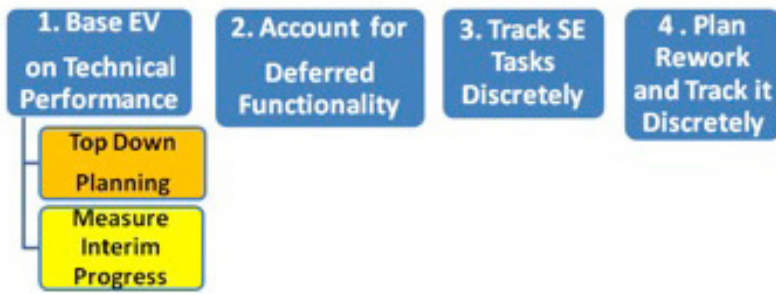 1. Base EV
on Technical
Performance
Top Down
Planning
Measure
Interim
Progress
2. Account for
Deferred
Functionality
3. Track SE
Tasks
Discretely
4 . Plan
Rework
and Track it
Discretely